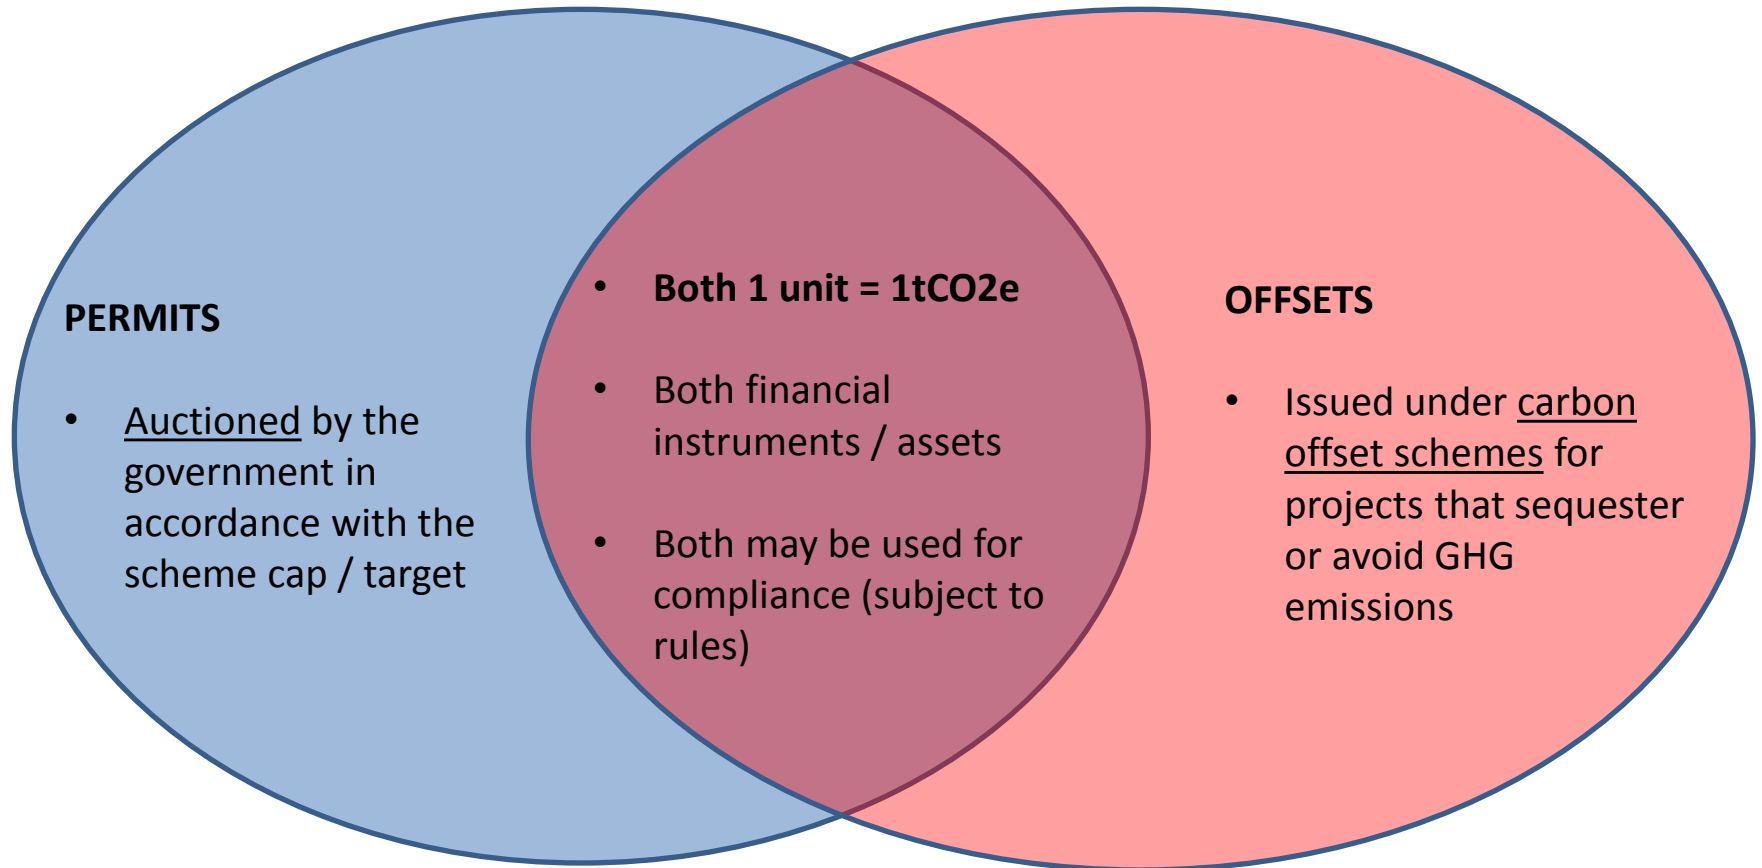 PERMITS
• Auctioned by the
government in
accordance with the
scheme cap / target
• Both 1 unit = 1tCO2e
• Both financial
instruments / assets
• Both may be used for
compliance (subject to
rules)
OFFSETS
• Issued under carbon
offset schemes for
projects that sequester
or avoid GHG
emissions